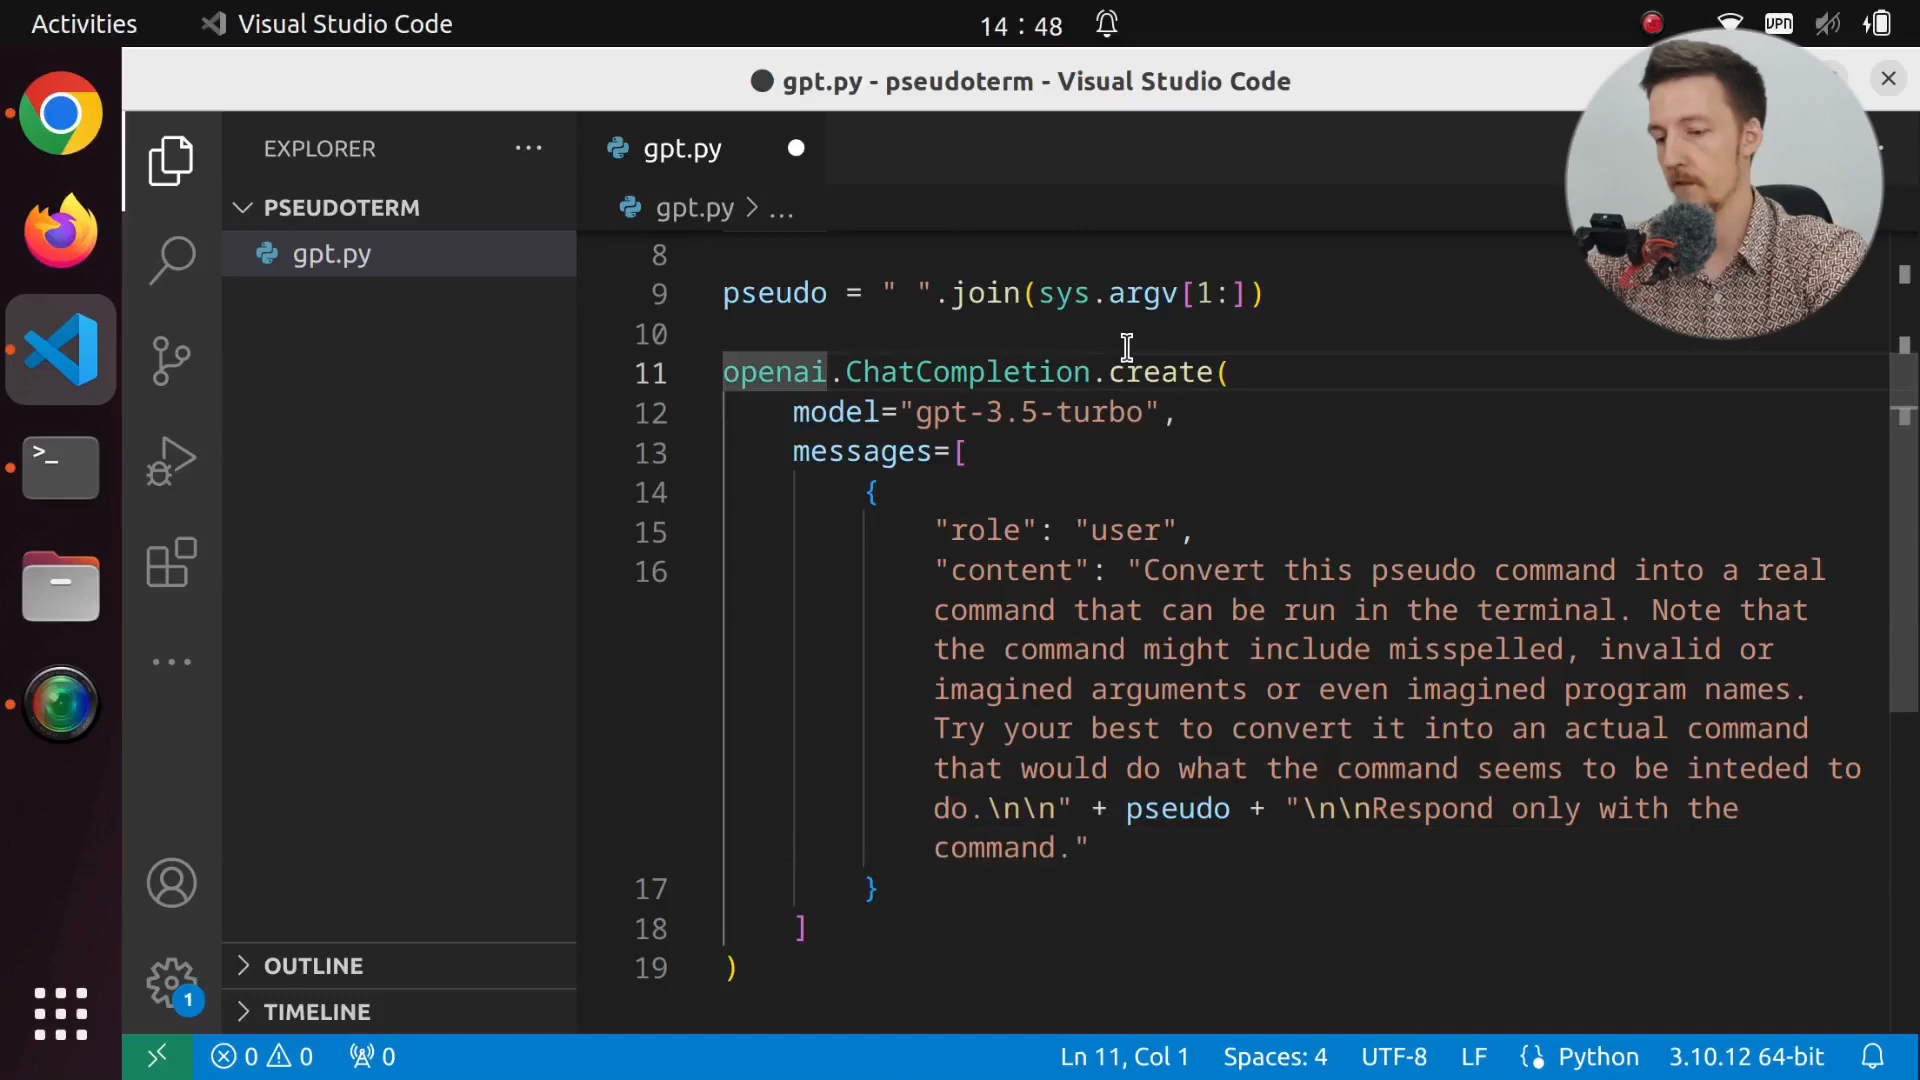 Activities
Visual Studio Code
14 : 48
VPN
gpt.py - pseudoterm - Visual Studio Code
EXPLORER
PSEUDOTERM
gpt.py
OUTLINE
TIMELINE
gpt.py
gpt.py > ...
8
9 pseudo = " ".join(sys.argv[1:])
10
11 openai.ChatCompletion.create(
12 model="gpt-3.5-turbo",
13 messages=[
14 {
15 "role": "user",
16 "content": "Convert this pseudo command into a real
command that can be run in the terminal. Note that
the command might include misspelled, invalid or
imagined arguments or even imagined program names.
Try your best to convert it into an actual command
that would do what the command seems to be inteded to
do.\n\n" + pseudo + "\n\nRespond only with the
command."
17 }
18 ]
19 )
1
0 0 0
Ln 11, Col 1 Spaces: 4 UTF-8 LF Python 3.10.12 64-bit